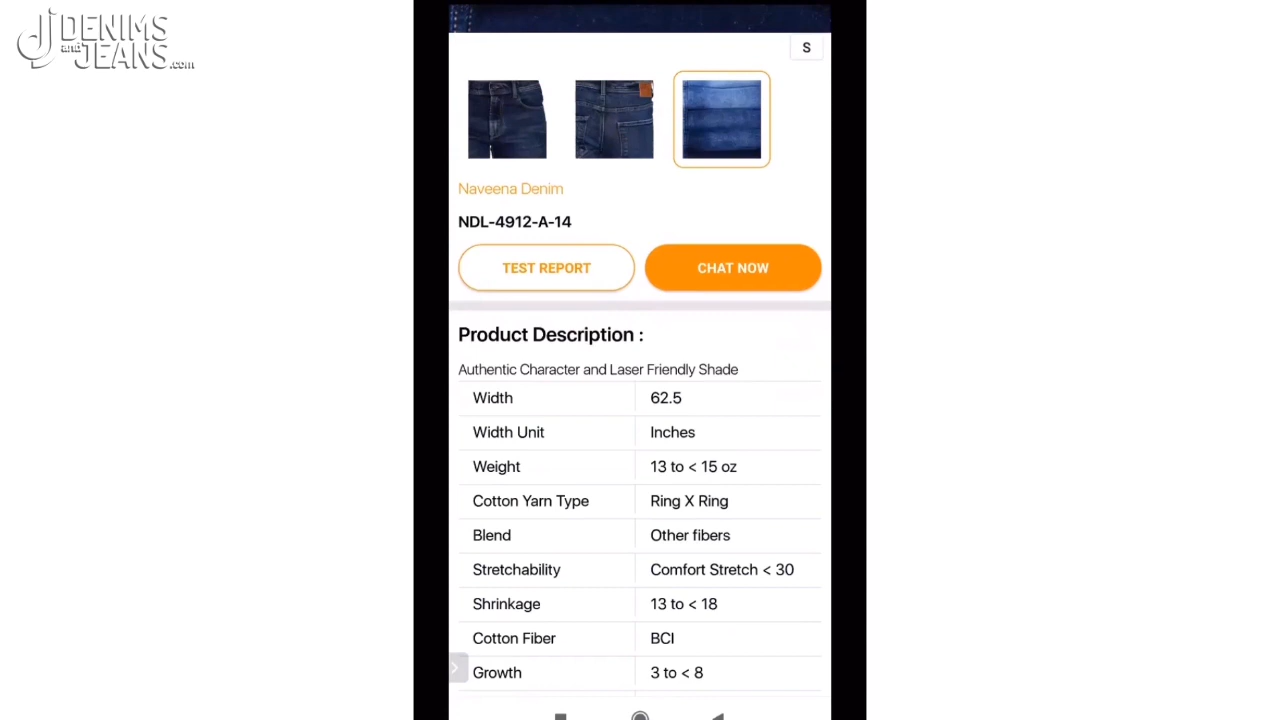 DENIMS
and JEANS.com
S
Naveena Denim
NDL-4912-A-14
TEST REPORT CHAT NOW
Product Description :
Authentic Character and Laser Friendly Shade
Width 62.5
Width Unit Inches
Weight 13 to < 15 oz
Cotton Yarn Type Ring X Ring
Blend Other fibers
Stretchability Comfort Stretch < 30
Shrinkage 13 to < 18
Cotton Fiber BCI
Growth 3 to < 8